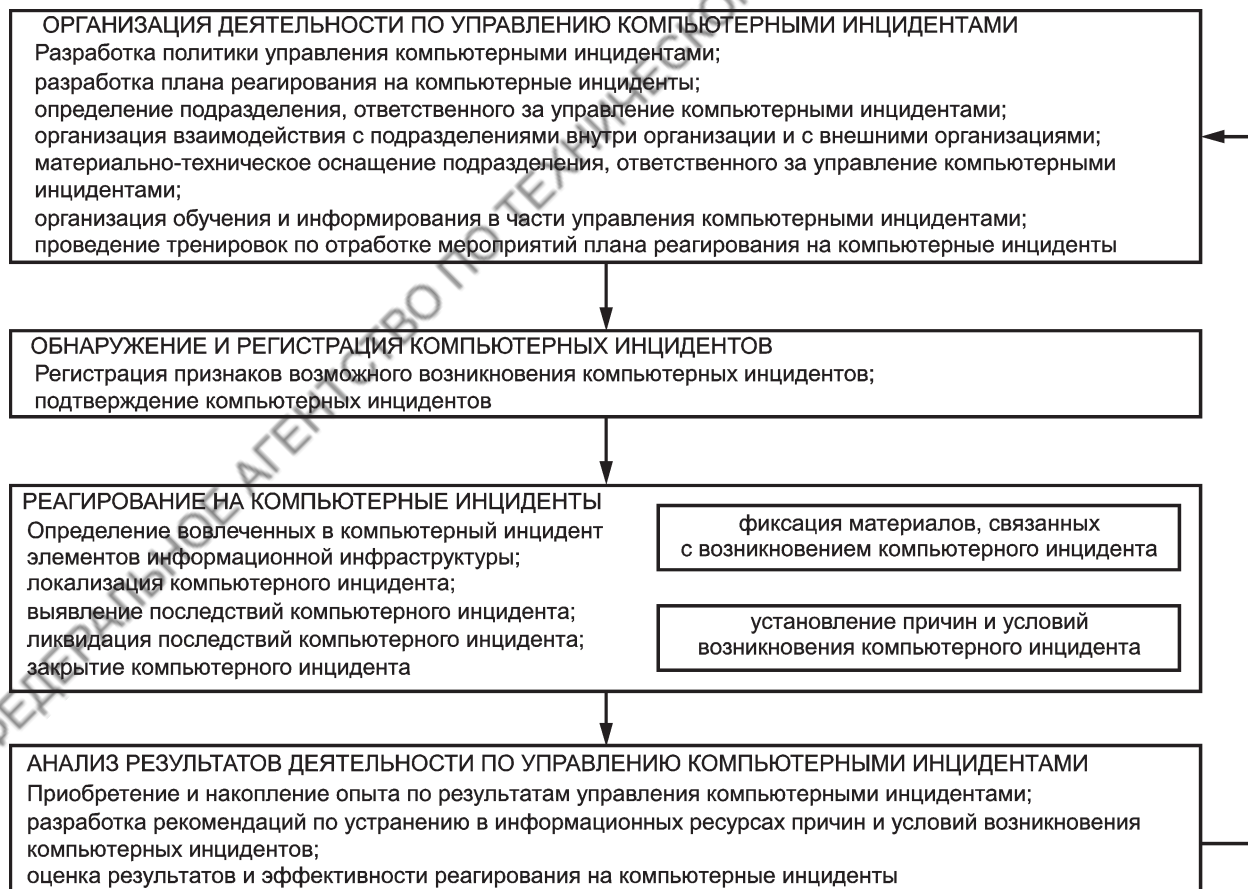 ОРГАНИЗАЦИЯ ДЕЯТЕЛЬНОСТИ ПО УПРАВЛЕНИЮ КОМПЬЮТЕРНЫМИ ИНЦИДЕНТАМИ
Разработка политики управления компьютерными инцидентами;
разработка плана реагирования на компьютерные инциденты;
определение подразделения, ответственного за управление компьютерными инцидентами;
организация взаимодействия с подразделениями внутри организации и с внешними организациями;
материально-техническое оснащение подразделения, ответственного за управление компьютерными
инцидентами;
организация обучения и информирования в части управления компьютерными инцидентами;
проведение тренировок по отработке мероприятий плана реагирования на компьютерные инциденты
ОБНАРУЖЕНИЕ И РЕГИСТРАЦИЯ КОМПЬЮТЕРНЫХ ИНЦИДЕНТОВ
Регистрация признаков возможного возникновения компьютерных инцидентов;
подтверждение компьютерных инцидентов
РЕАГИРОВАНИЕ НА КОМПЬЮТЕРНЫЕ ИНЦИДЕНТЫ
Определение вовлеченных в компьютерный инцидент
элементов информационной инфраструктуры;
локализация компьютерного инцидента;
выявление последствий компьютерного инцидента;
ликвидация последствий компьютерного инцидента;
закрытие компьютерного инцидента
фиксация материалов, связанных
с возникновением компьютерного инцидента
установление причин и условий
возникновения компьютерного инцидента
АНАЛИЗ РЕЗУЛЬТАТОВ ДЕЯТЕЛЬНОСТИ ПО УПРАВЛЕНИЮ КОМПЬЮТЕРНЫМИ ИНЦИДЕНТАМИ
Приобретение и накопление опыта по результатам управления компьютерными инцидентами;
разработка рекомендаций по устранению в информационных ресурсах причин и условий возникновения
компьютерных инцидентов;
оценка результатов и эффективности реагирования на компьютерные инциденты
ФЕДЕРАЛЬНОЕ АГЕНТСТВО ПО